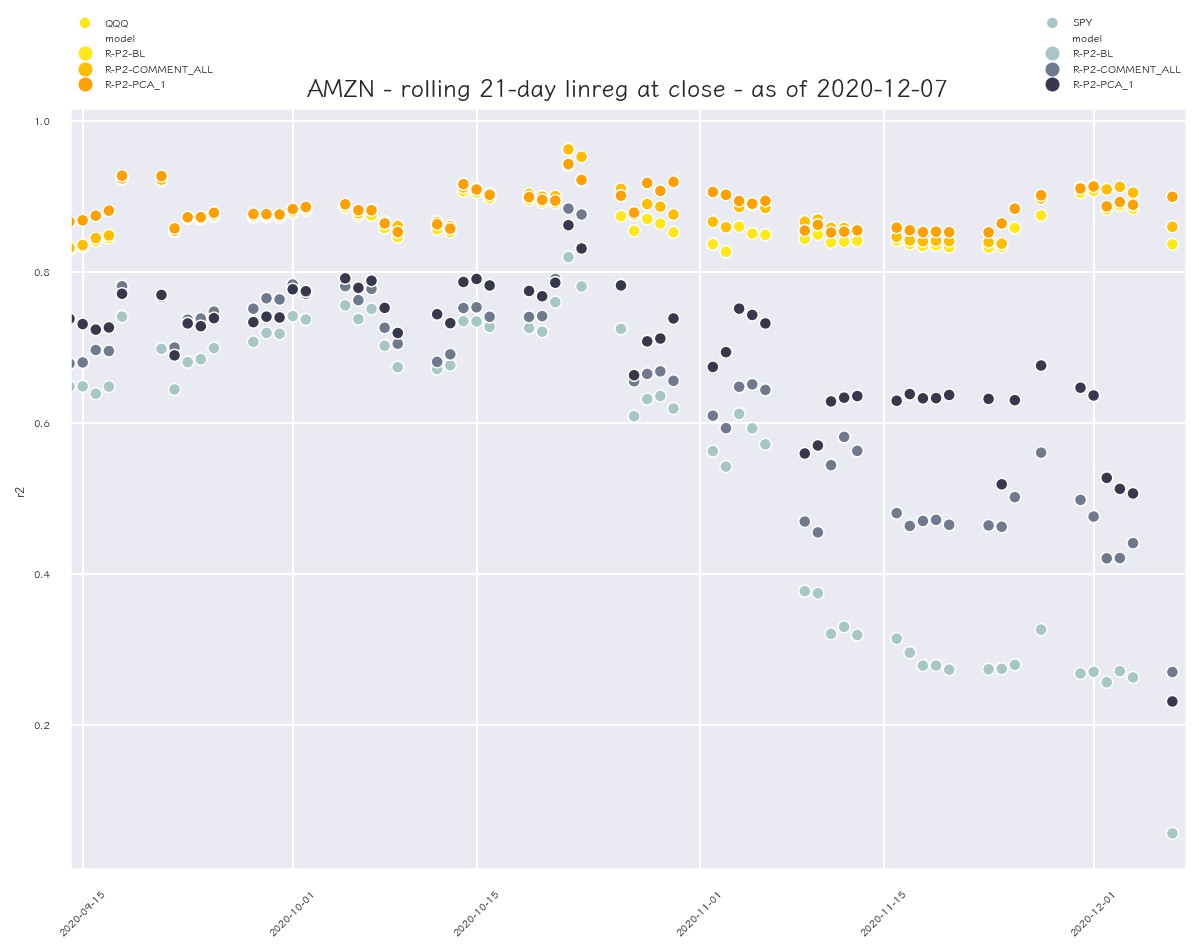 QQQ
model
R-P2-BL
R-P2-COMMENT_ALL
R-P2-PCA_1
SPY
model
R-P2-BL
R-P2-COMMENT_ALL
R-P2-PCA_1
AMZN - rolling 21-day linreg at close - as of 2020-12-07
1.0
0.8
0.6
r2
0.4
0.2
2020-09-15
2020-10-01
2020-10-15
2020-11-01
2020-11-15
2020-12-01